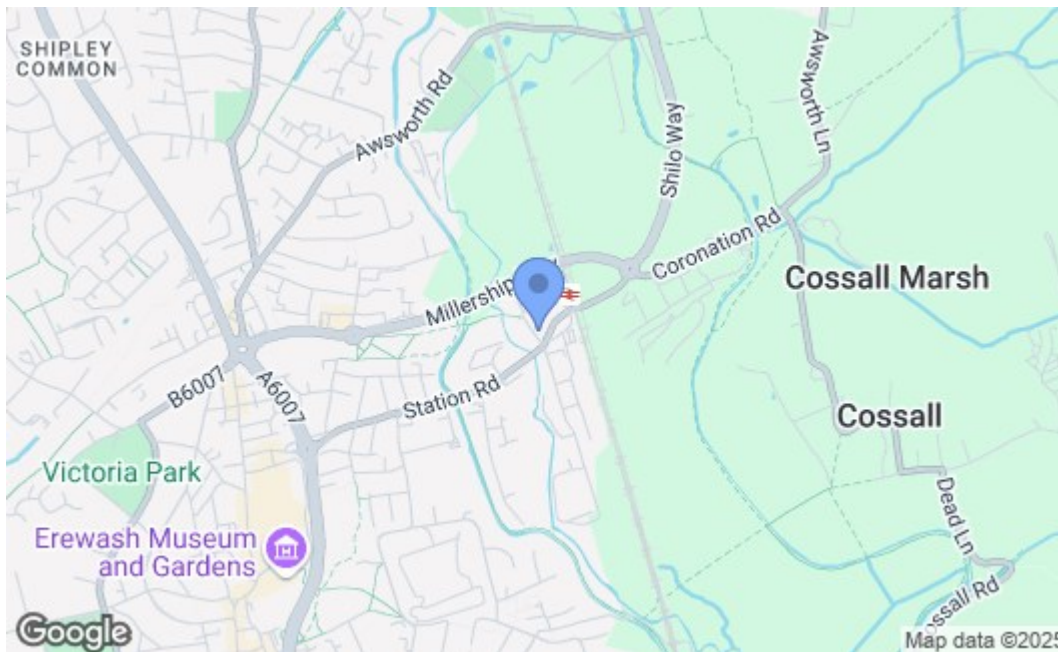 SHIPLEY
COMMON
Awsworth Rd
Awsworth Ln
Shilo Way
Coronation Rd
Cossall Marsh
Millership
B6007
A6007
Station Rd
Cossall
Victoria Park
Dead Ln
Erewash Museum
and Gardens
ossall Rd
Google
Map data ©2025